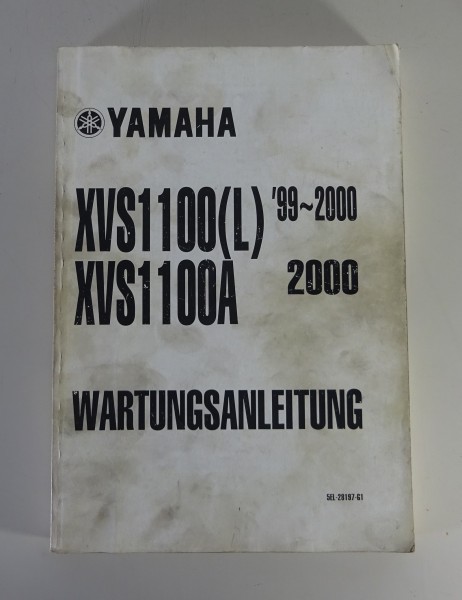 YAMAHA
XVS1100(L) '99~2000
XVS1100A 2000
WARTUNGSANLEITUNG
5EL-28197-G1